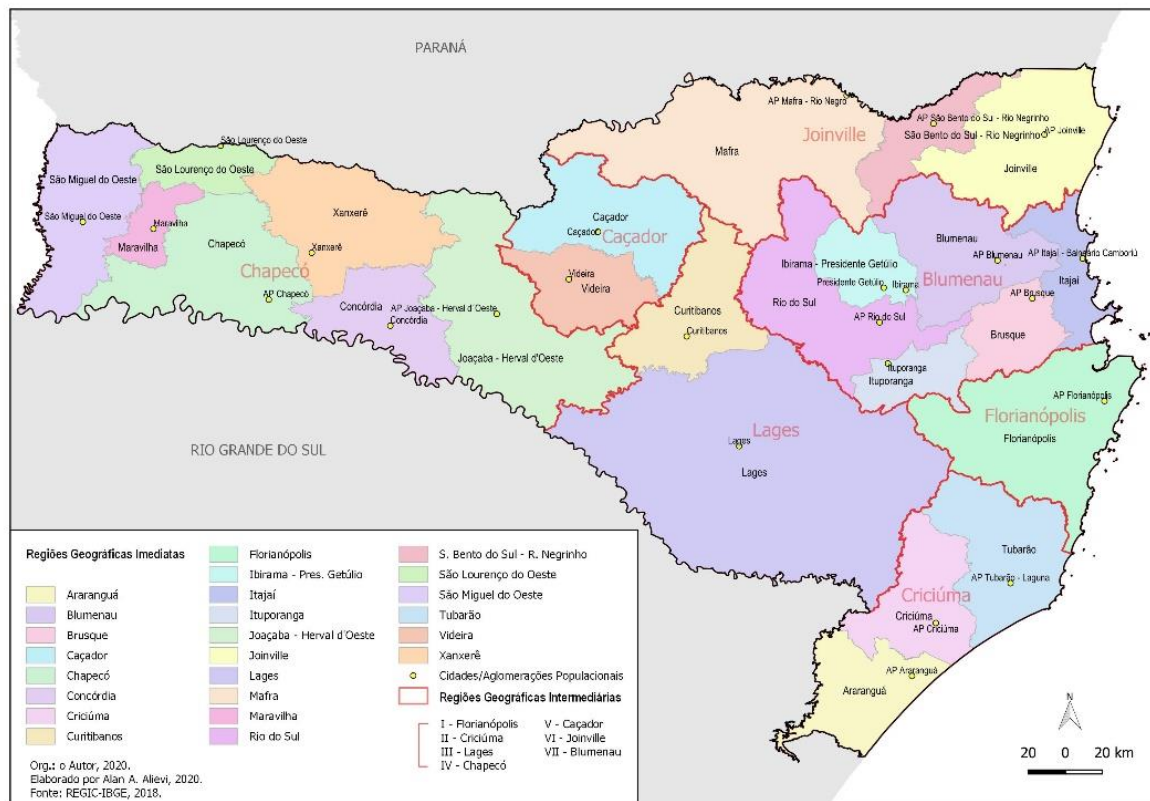 PARANÁ
AP Mafra - Rio Negro
Joinville
AP São Bento do Sul - Rio Negrinho
São Bento do Sul - Rio Negrinho
AP Joinville
Mafra
Joinville
São Lourenço do Oeste
São Lourenço do Oeste
São Miguel do Oeste
São Miguel do Oeste
Maravilha
Maravilha
Chapecó
Chapecó
AP Chapecó
Xanxerê
Xanxerê
Concórdia
Concórdia
AP Joaçaba - Herval d'Oeste
Joaçaba - Herval d'Oeste
Caçador
Caçador
Caçador
Videira
Videira
Curitibanos
Curitibanos
Ibirama - Presidente Getúlio
Presidente Getúlio
Ibirama
Rio do Sul
AP Rio do Sul
Blumenau
AP Blumenau
Blumenau
AP Itajaí - Balneário Camboriú
Itajaí
AP Brusque
Brusque
Ituporanga
Ituporanga
AP Florianópolis
Florianópolis
Florianópolis
RIO GRANDE DO SUL
Lages
Lages
Lages
Tubarão
AP Tubarão - Laguna
Criciúma
Criciúma
AP Criciúma
AP Araranguá
Araranguá
Regiões Geográficas Imediatas
Araranguá
Blumenau
Brusque
Caçador
Chapecó
Concórdia
Criciúma
Curitibanos
Florianópolis
Ibirama - Pres. Getúlio
Itajaí
Ituporanga
Joaçaba - Herval d'Oeste
Joinville
Lages
Mafra
Maravilha
Rio do Sul
S. Bento do Sul - R. Negrinho
São Lourenço do Oeste
São Miguel do Oeste
Tubarão
Videira
Xanxerê
Cidades/Aglomerações Populacionais
Regiões Geográficas Intermediárias
I - Florianópolis
II - Criciúma
III - Lages
IV - Chapecó
V - Caçador
VI - Joinville
VII - Blumenau
Org.: o Autor, 2020.
Elaborado por Alan A. Alievi, 2020.
Fonte: REGIC-IBGE, 2018.
N
20 0 20 km